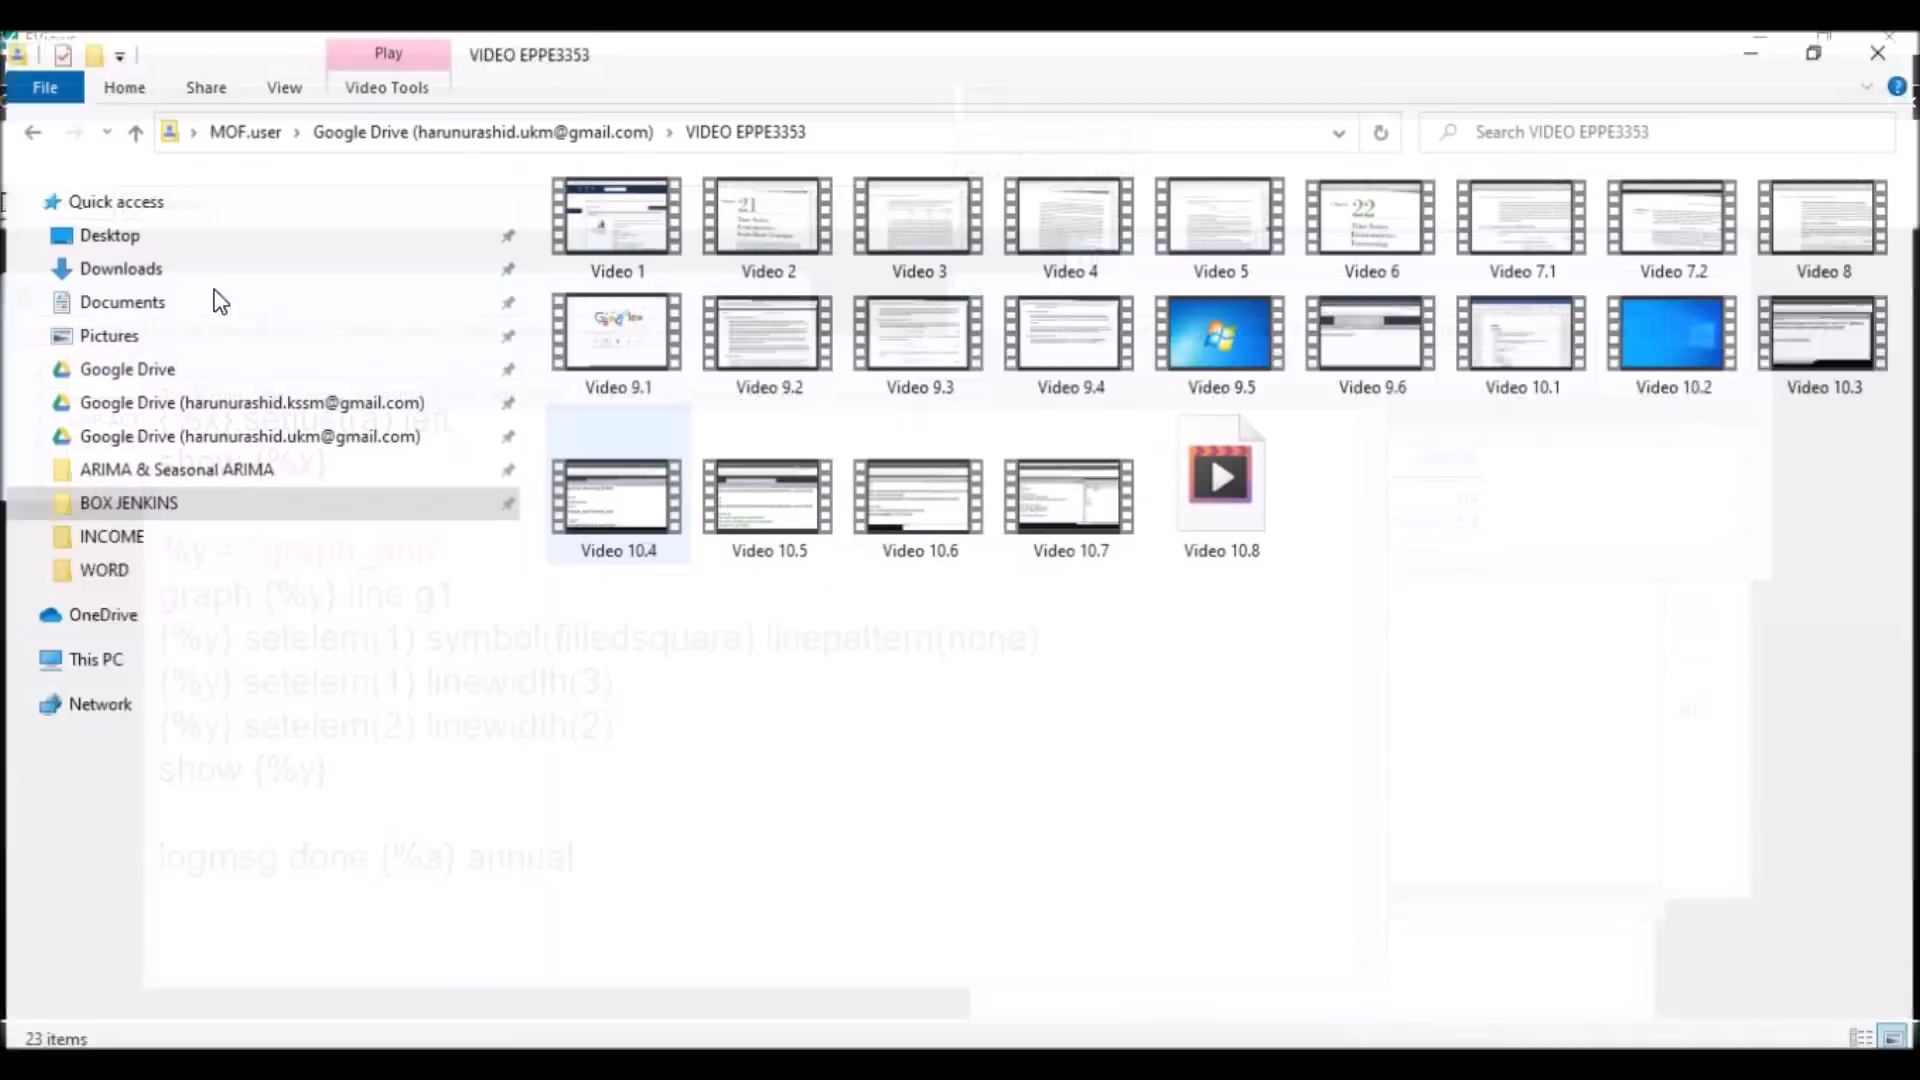 EViews
Play
VIDEO EPPE3353
File
Home
Share
View
Video Tools
MOF.user > Google Drive (harunurashid.ukm@gmail.com) > VIDEO EPPE3353
Search VIDEO EPPE3353
Quick access
Desktop
Downloads
Documents
Pictures
Google Drive
Google Drive (harunurashid.kssm@gmail.com)
Google Drive (harunurashid.ukm@gmail.com)
ARIMA & Seasonal ARIMA
BOX JENKINS
INCOME
WORD
OneDrive
This PC
Network
21
22
Video 1
Video 2
Video 3
Video 4
Video 5
Video 6
Video 7.1
Video 7.2
Video 8
Video 9.1
Video 9.2
Video 9.3
Video 9.4
Video 9.5
Video 9.6
Video 10.1
Video 10.2
Video 10.3
Video 10.4
Video 10.5
Video 10.6
Video 10.7
Video 10.8
{%x}.setjust(a) left
show {%x}
%y = "graph_ann"
graph {%y} line g1
{%y}.setelem(1) symbol(filledsquare) linepattern(none)
{%y}.setelem(1) linewidth(3)
{%y}.setelem(2) linewidth(2)
show {%y}
logmsg done {%a} annual
23 items